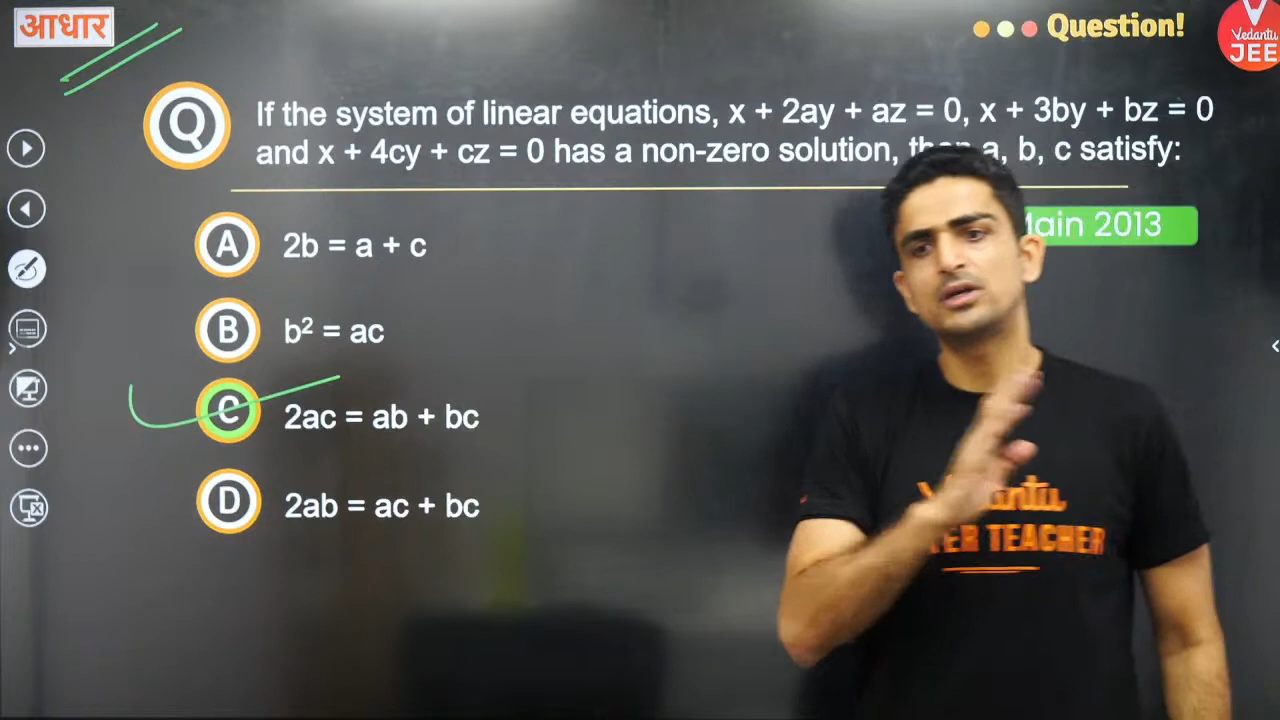 आधार
Question!
Vedantu
JEE
Q
If the system of linear equations, x + 2ay + az = 0, x + 3by + bz = 0
and x + 4cy + cz = 0 has a non-zero solution, then a, b, c satisfy:
Main 2013
A 2b = a + c
B b² = ac
C 2ac = ab + bc
D 2ab = ac + bc
TEACHER